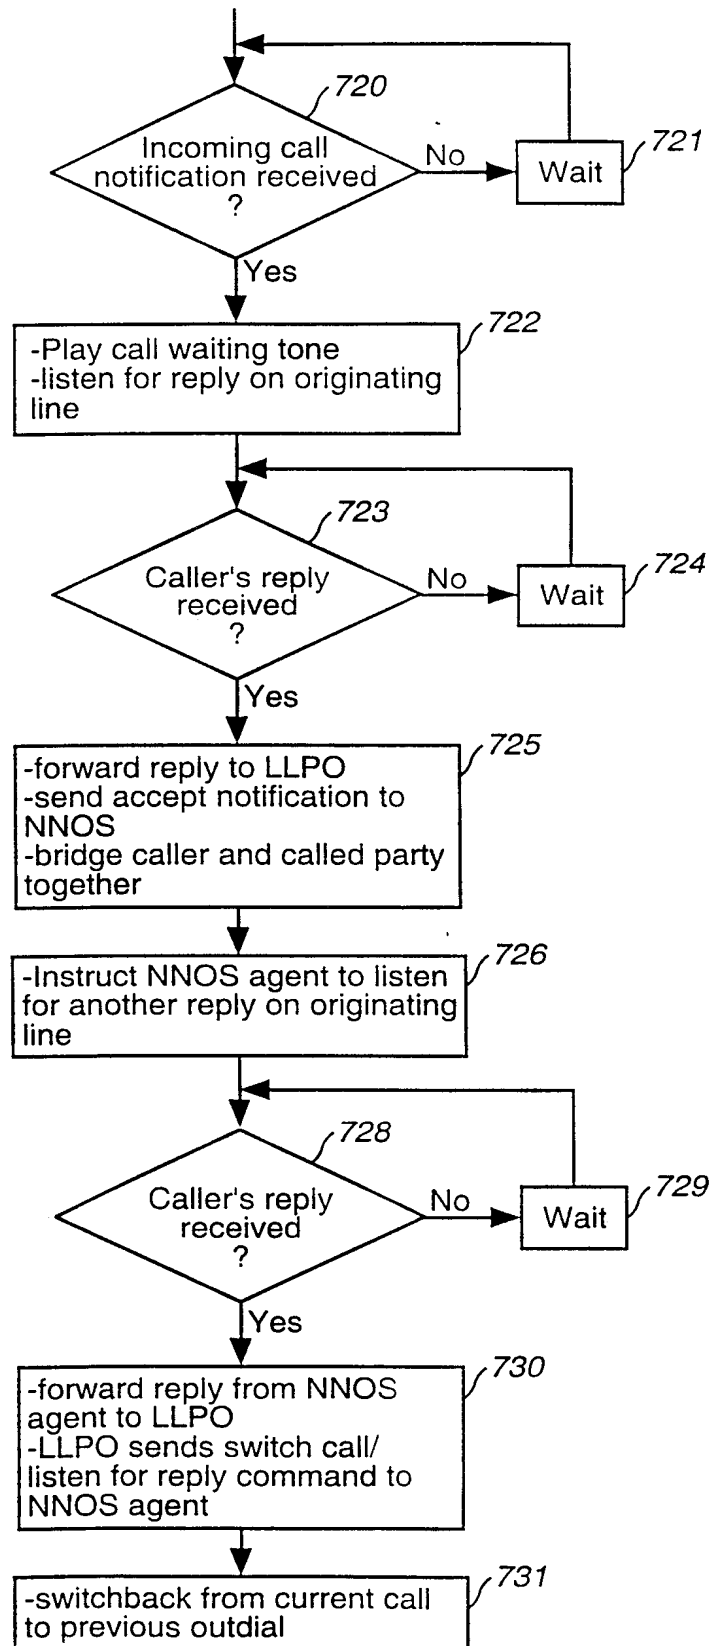 720
Incoming call
notification received
?
No
Wait
721
Yes
722
-Play call waiting tone
-listen for reply on originating
line
723
Caller's reply
received
?
No
Wait
724
Yes
725
-forward reply to LLPO
-send accept notification to
NNOS
-bridge caller and called party
together
726
-Instruct NNOS agent to listen
for another reply on originating
line
728
Caller's reply
received
?
No
Wait
729
Yes
730
-forward reply from NNOS
agent to LLPO
-LLPO sends switch call/
listen for reply command to
NNOS agent
731
-switchback from current call
to previous outdial